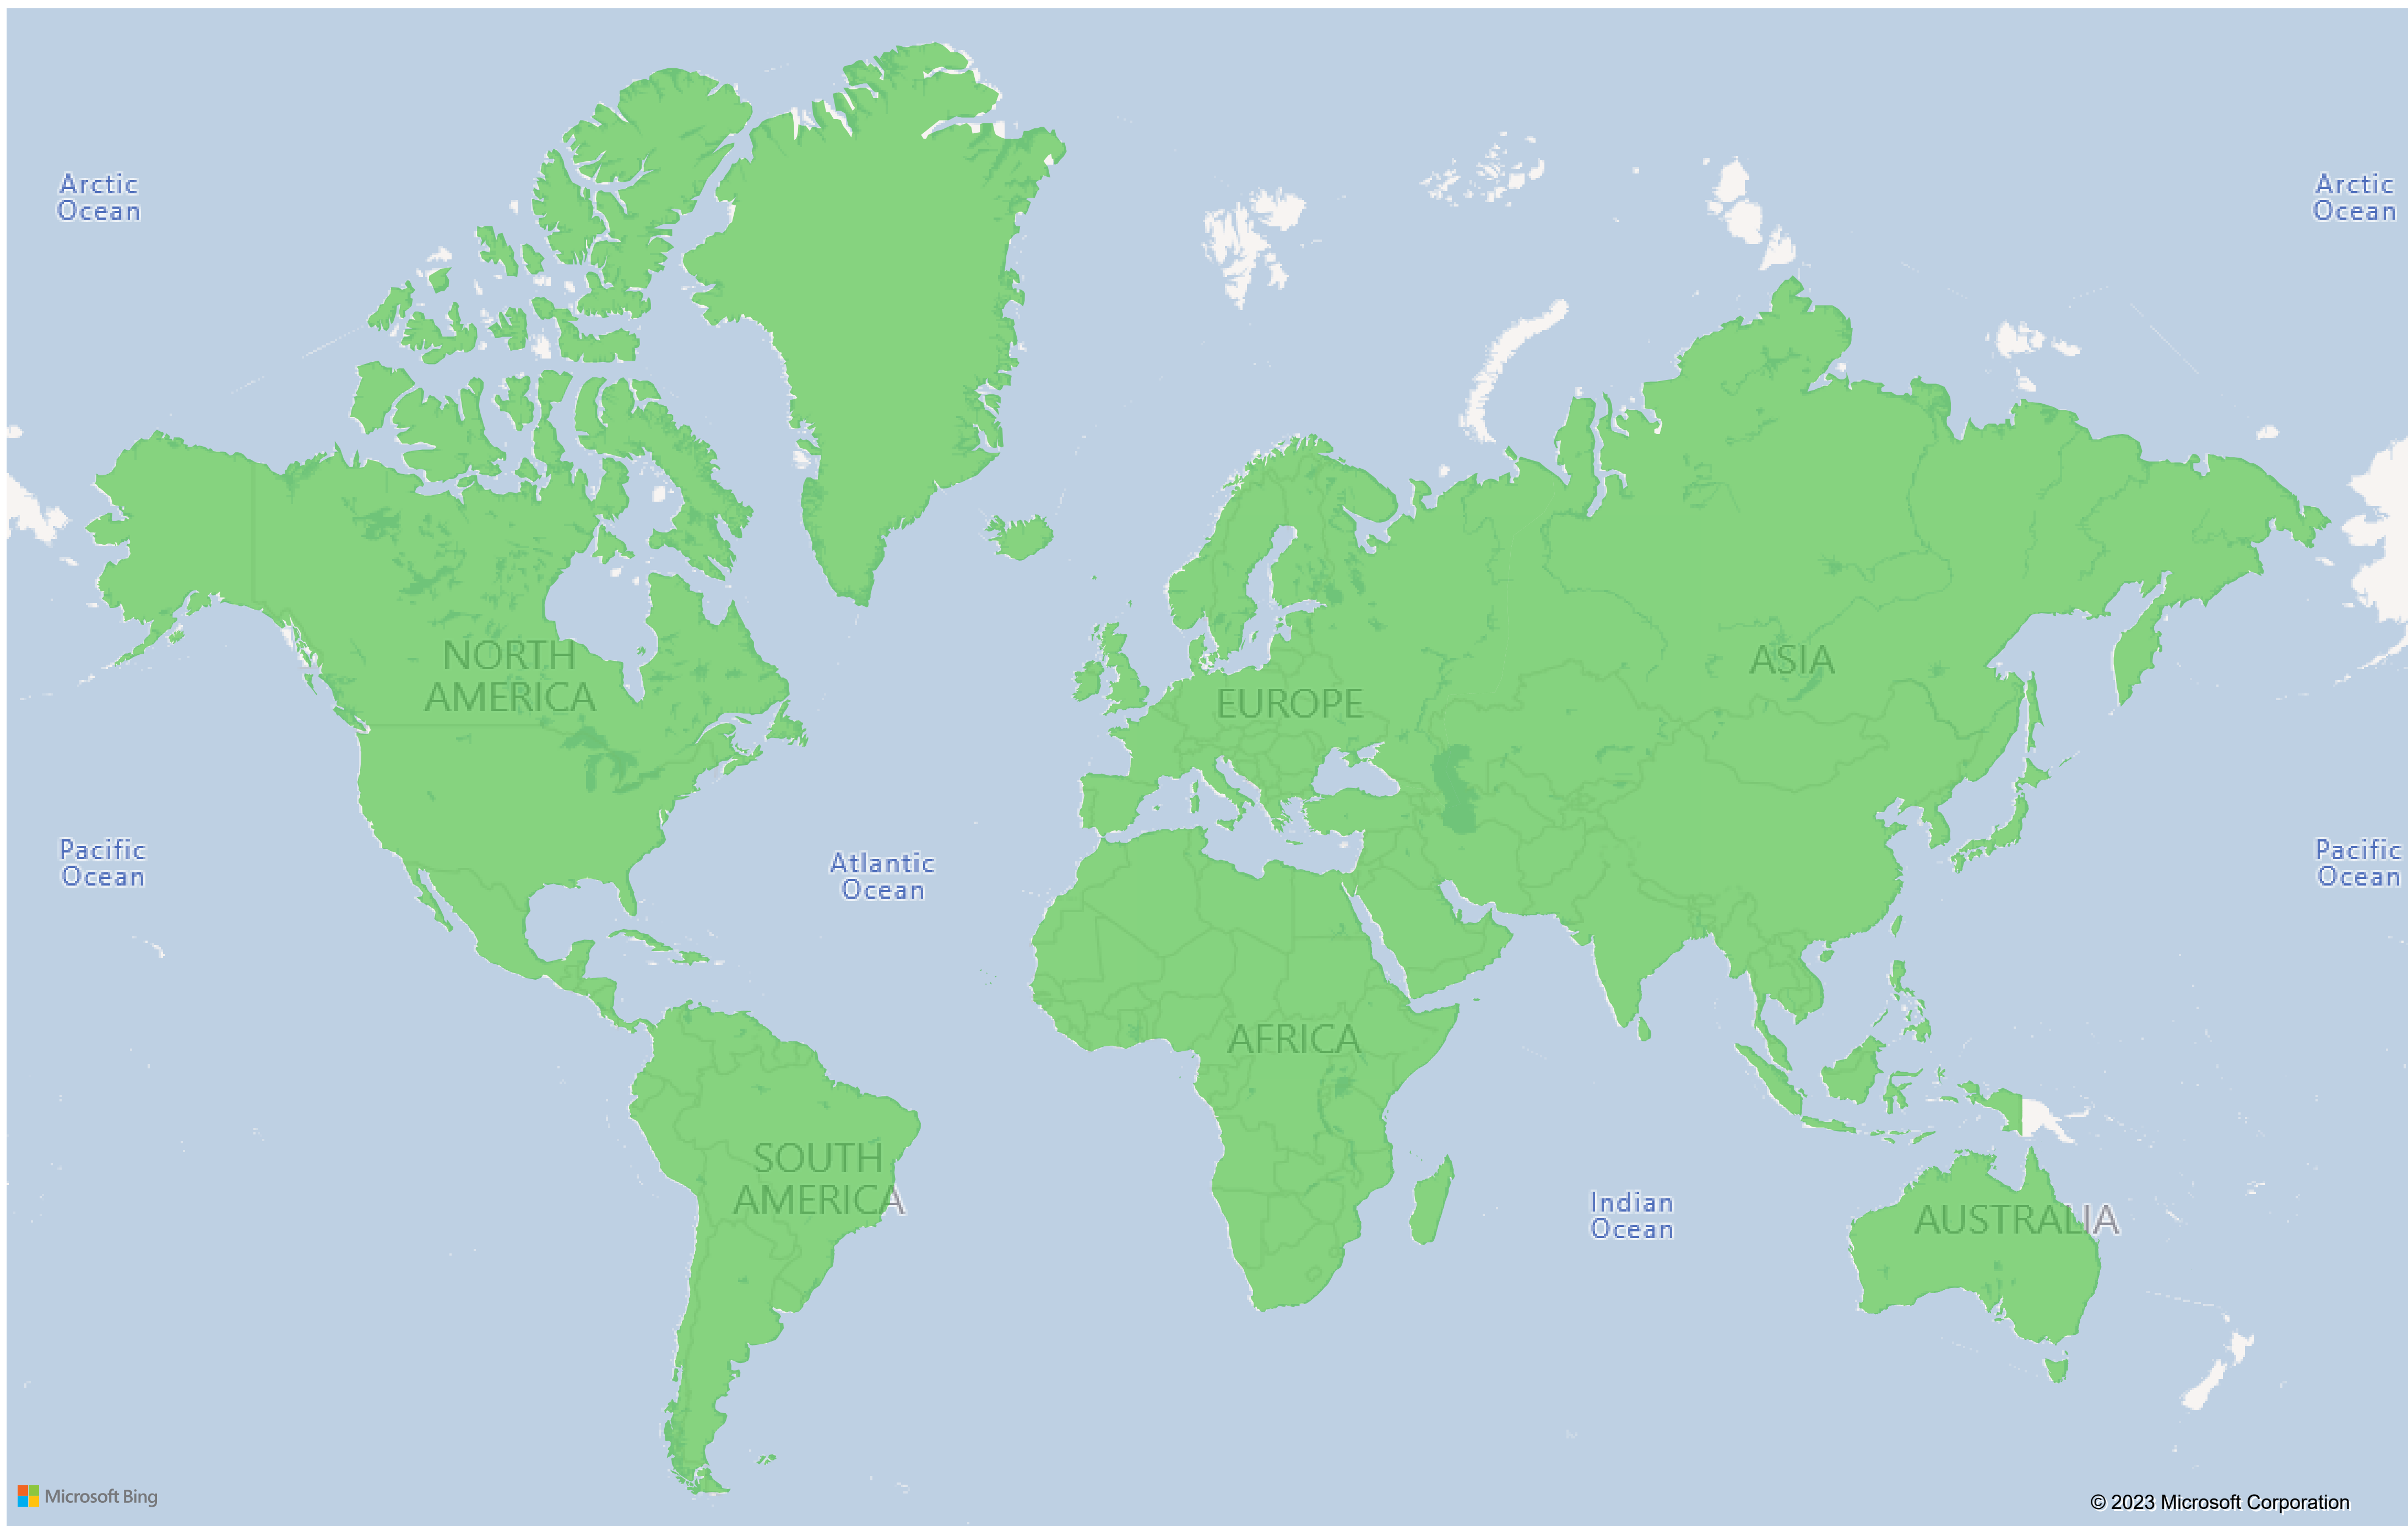 Arctic
Ocean
Arctic
Ocean
NORTH
AMERICA
EUROPE
ASIA
Pacific
Ocean
Atlantic
Ocean
Pacific
Ocean
AFRICA
SOUTH
AMERICA
Indian
Ocean
AUSTRALIA
Microsoft Bing
© 2023 Microsoft Corporation